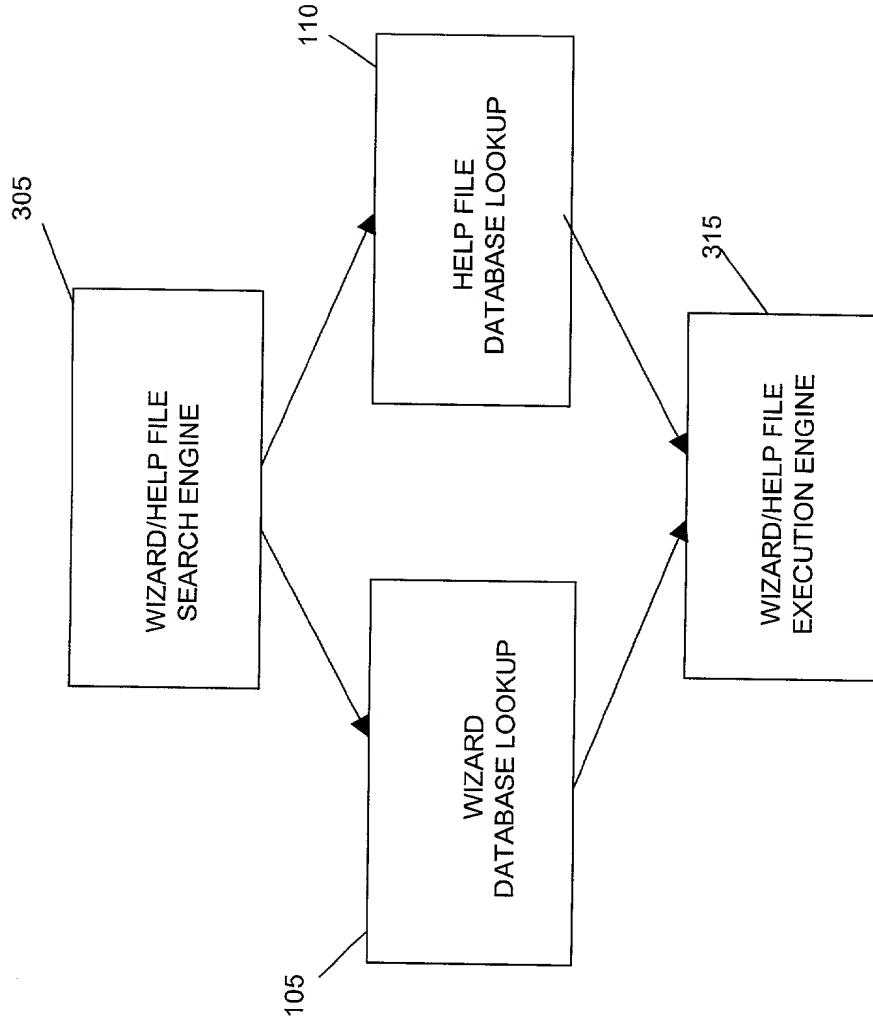 305
WIZARD/HELP FILE
SEARCH ENGINE
105
WIZARD
DATABASE LOOKUP
110
HELP FILE
DATABASE LOOKUP
315
WIZARD/HELP FILE
EXECUTION ENGINE